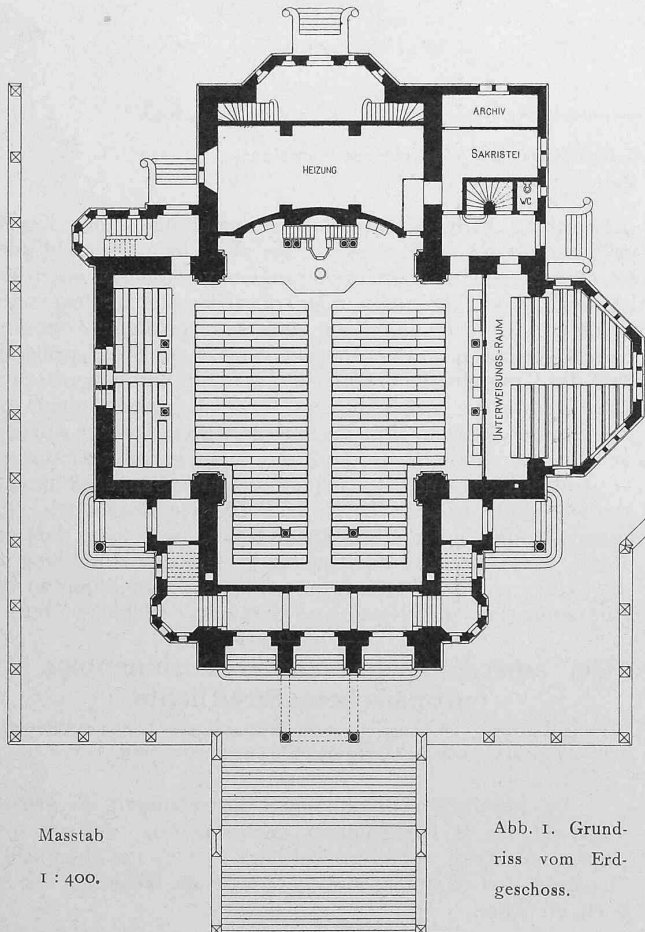 ARCHIV
SAKRISTEI
HEIZUNG
WC
UNTERWEISUNGS-RAUM
Masstab
1 : 400.
Abb. 1. Grund-
riss vom Erd-
geschoss.